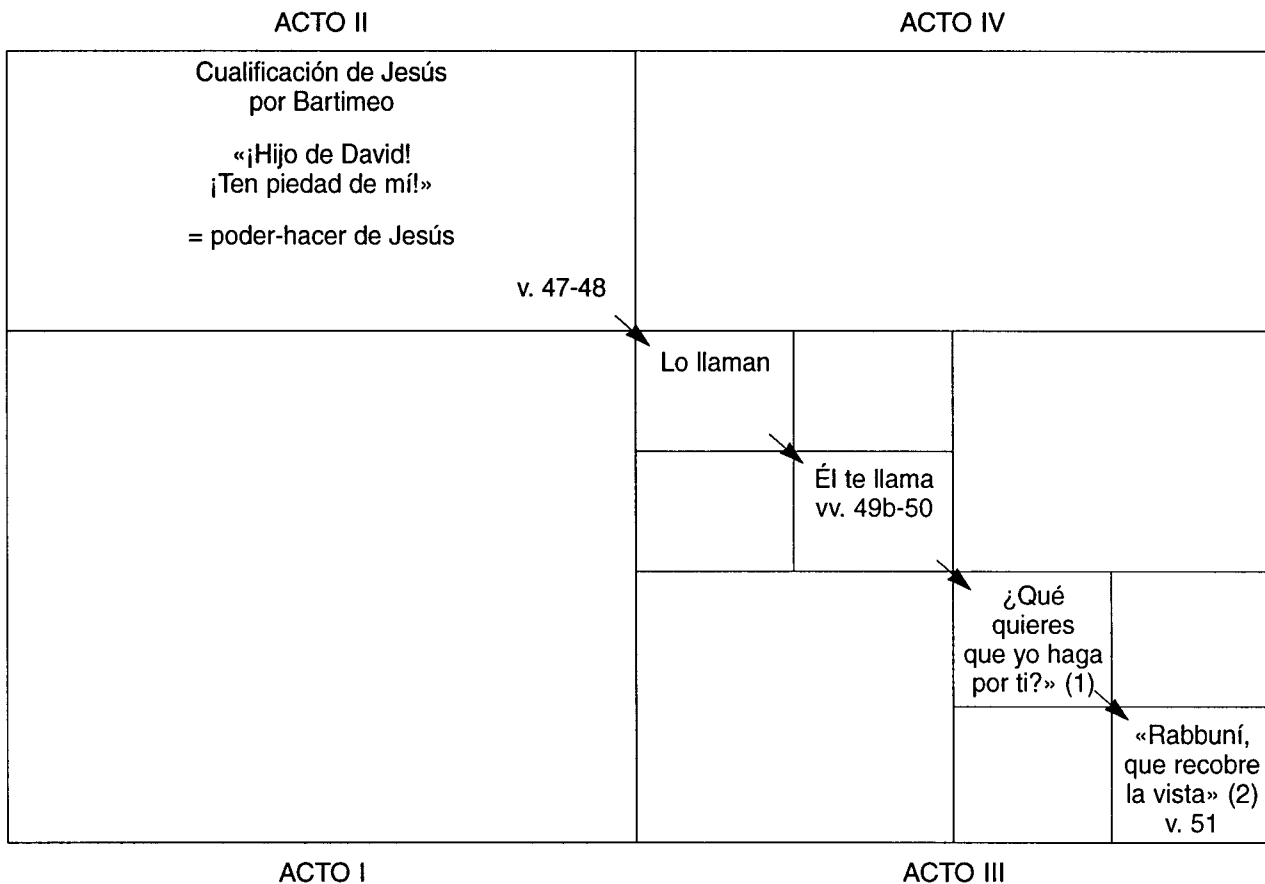 ACTO II
ACTO IV
Cualificación de Jesús
por Bartimeo
«¡Hijo de David!
¡Ten piedad de mí!»
= poder-hacer de Jesús
v. 47-48
Lo llaman
Él te llama
vv. 49b-50
¿Qué
quieres
que yo haga
por ti?» (1)
«Rabbuní,
que recobre
la vista» (2)
v. 51
ACTO I
ACTO III